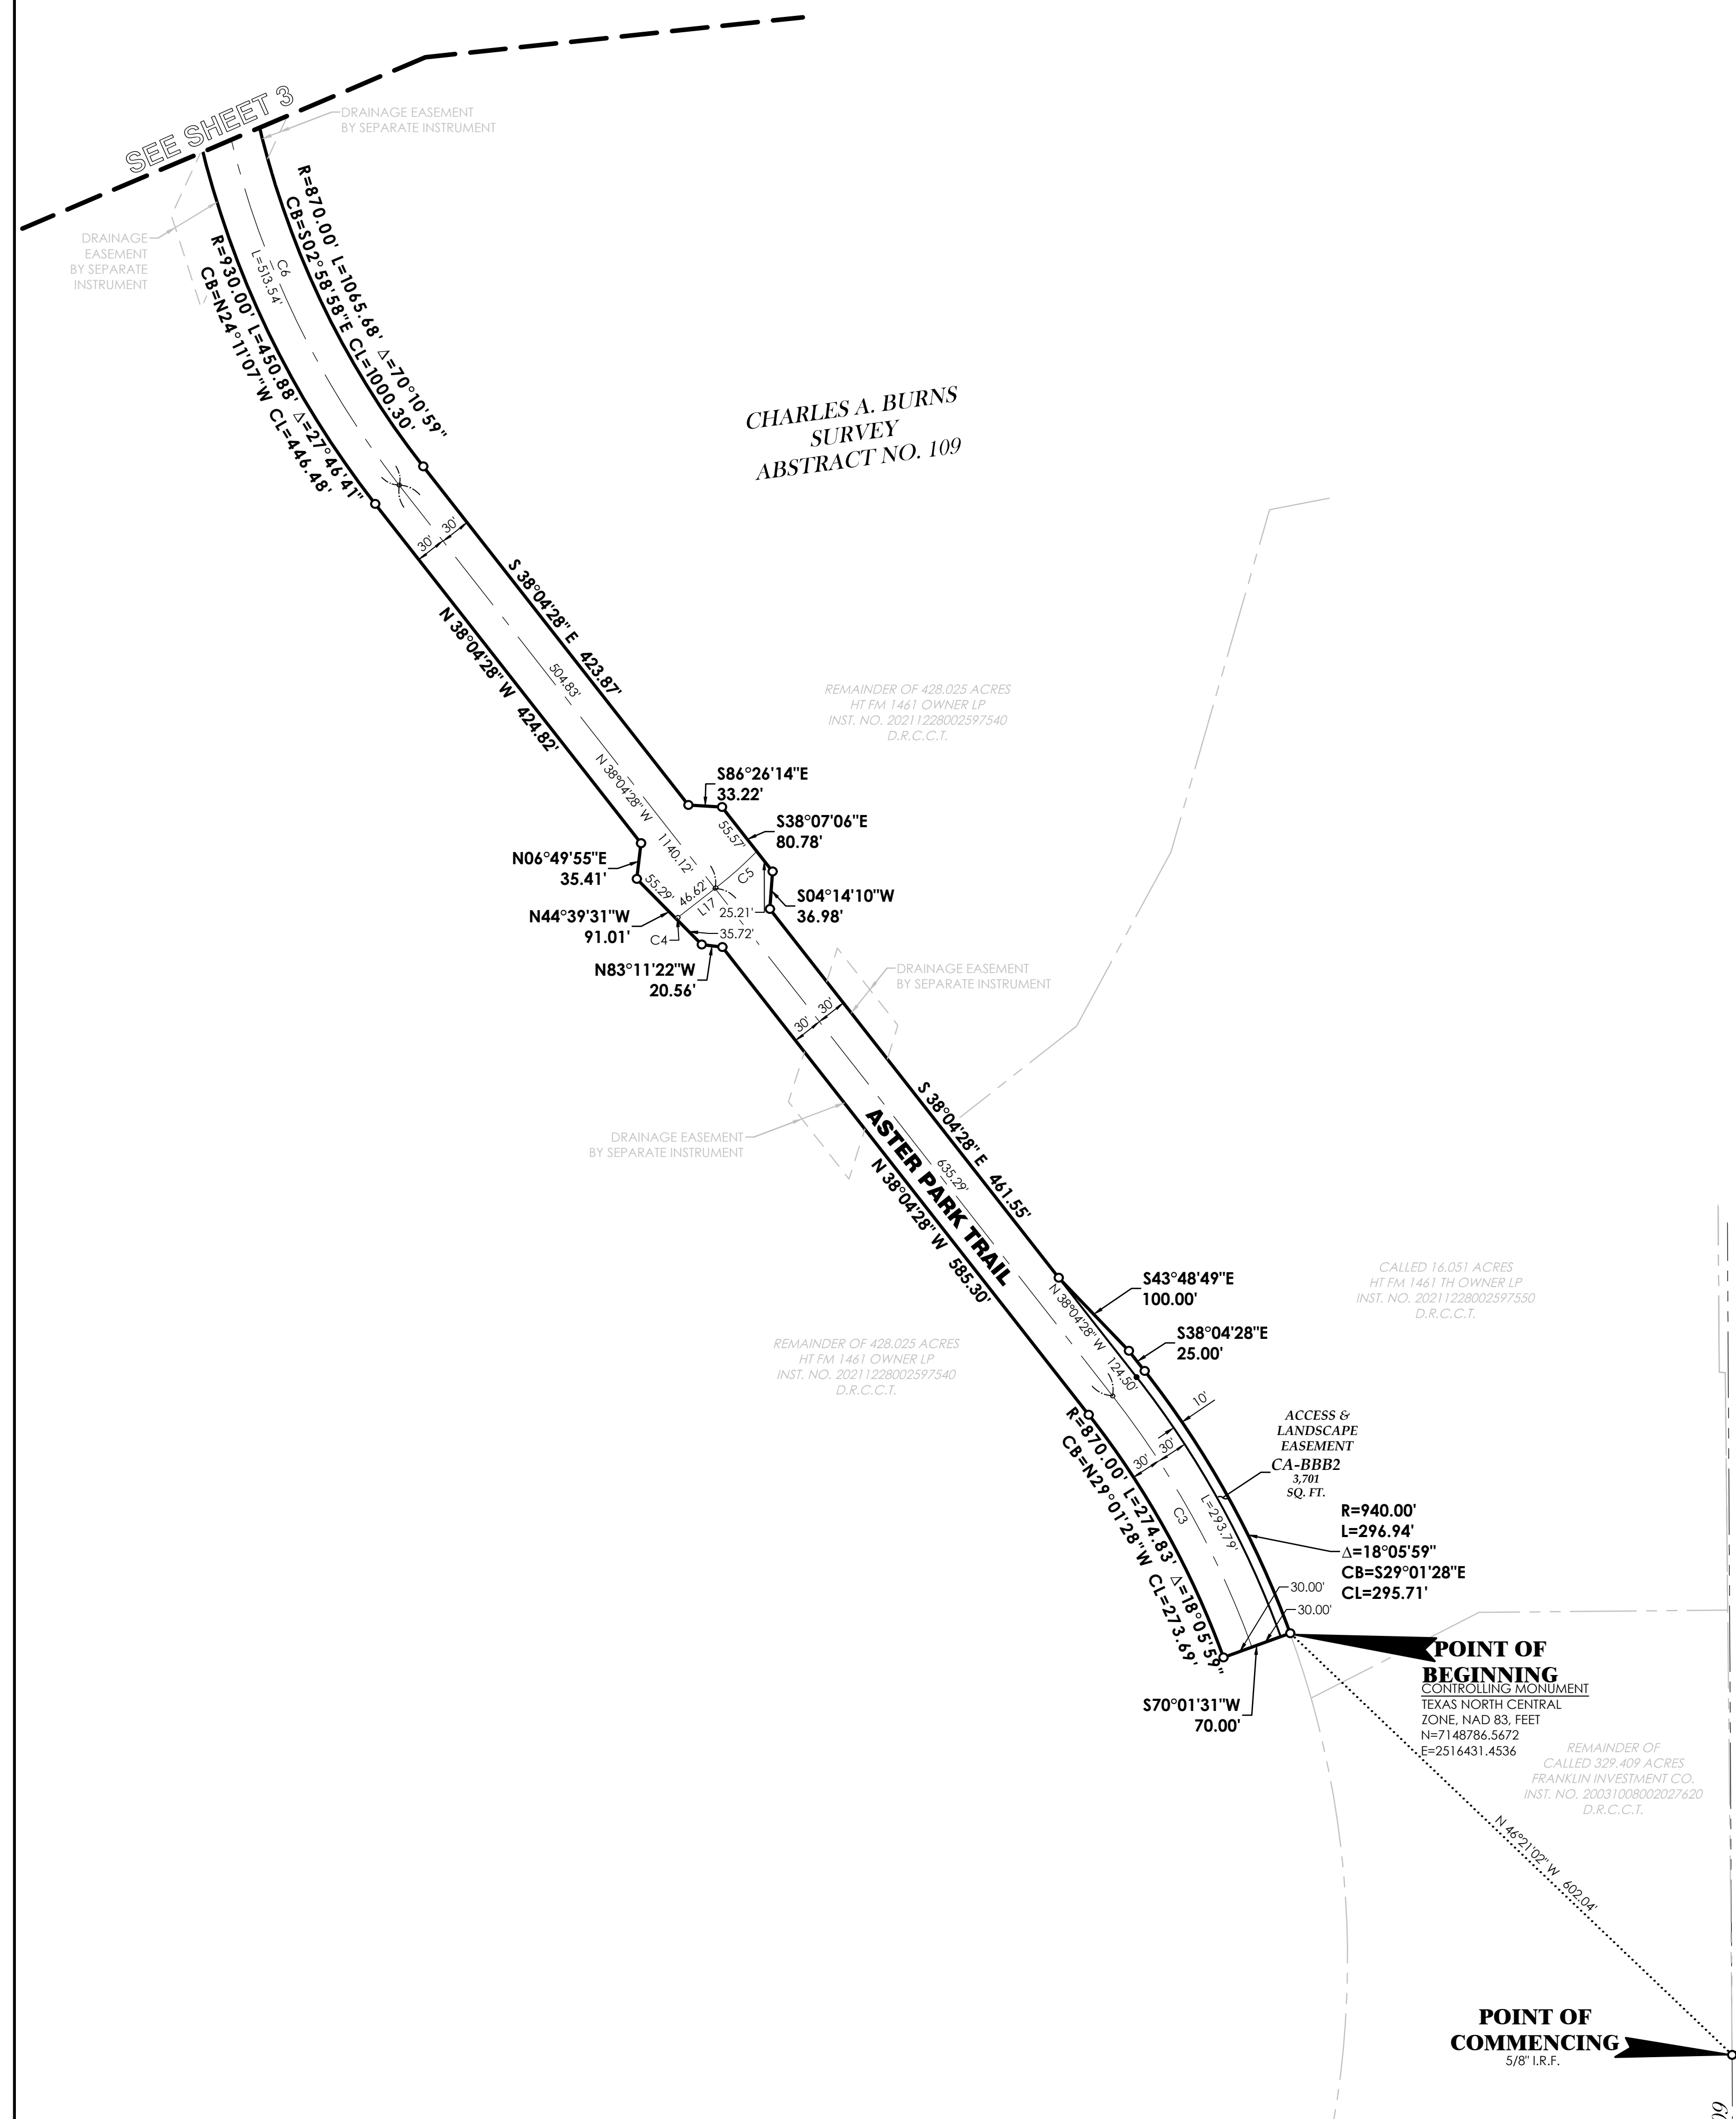 SEE SHEET 3
DRAINAGE EASEMENT
BY SEPARATE INSTRUMENT
DRAINAGE
EASEMENT
BY SEPARATE
INSTRUMENT
R=870.00' L=1065.68' Δ=70°10'59"
CB=S02°58'58"E CL=1000.30'
C6
L=513.54'
R=930.00' L=450.88' Δ=27°46'41"
CB=N24°11'07"W CL=446.48'
CHARLES A. BURNS
SURVEY
ABSTRACT NO. 109
30'
30'
S 38°04'28" E 423.87'
N 38°04'28" W 424.82'
504.83'
N 38°04'28" W 1140.12'
REMAINDER OF 428.025 ACRES
HT FM 1461 OWNER LP
INST. NO. 20211228002597540
D.R.C.C.T.
S86°26'14"E
33.22'
S38°07'06"E
80.78'
55.57'
N06°49'55"E
35.41'
55.29'
46.62'
L17
C5
25.21'
S04°14'10"W
36.98'
N44°39'31"W
91.01'
C4
35.72'
N83°11'22"W
20.56'
DRAINAGE EASEMENT
BY SEPARATE INSTRUMENT
30'
30'
DRAINAGE EASEMENT
BY SEPARATE INSTRUMENT
S 38°04'28" E 461.55'
ASTER PARK TRAIL
635.29'
N 38°04'28" W 585.30'
CALLED 16.051 ACRES
HT FM 1461 TH OWNER LP
INST. NO. 20211228002597550
D.R.C.C.T.
S43°48'49"E
100.00'
S38°04'28"E
25.00'
N 38°04'28" W 124.50'
REMAINDER OF 428.025 ACRES
HT FM 1461 OWNER LP
INST. NO. 20211228002597540
D.R.C.C.T.
10'
30'
30'
ACCESS &
LANDSCAPE
EASEMENT
CA-BBB2
3,701
SQ. FT.
R=870.00' L=274.83' Δ=18°05'59"
CB=N29°01'28"W CL=273.69'
C3
L=293.79'
R=940.00'
L=296.94'
Δ=18°05'59"
CB=S29°01'28"E
CL=295.71'
30.00'
30.00'
S70°01'31"W
70.00'
POINT OF
BEGINNING
CONTROLLING MONUMENT
TEXAS NORTH CENTRAL
ZONE, NAD 83, FEET
N=7148786.5672
E=2516431.4536
REMAINDER OF
CALLED 329.409 ACRES
FRANKLIN INVESTMENT CO.
INST. NO. 20031008002027620
D.R.C.C.T.
N 46°21'02" W 602.04'
POINT OF
COMMENCING
5/8" I.R.F.